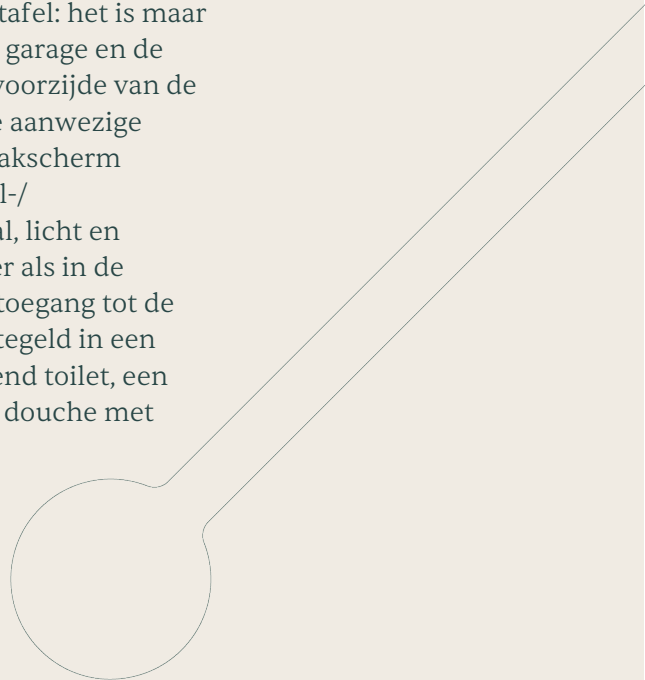 tafel: het is maar
garage en de
voorzijde van de
aanwezige
akscherm
l-/
al, licht en
er als in de
toegang tot de
tegeld in een
end toilet, een
douche met